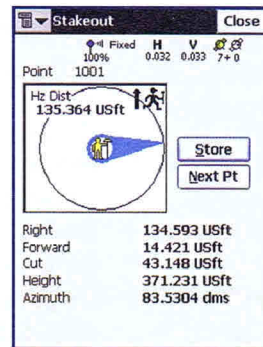 Stakeout Close
Fixed H V
100% 0.032 0.033 7+ 0
Point 1001
Hz Dist
135.364 USft
Store
Next Pt
Right 134.593 USft
Forward 14.421 USft
Cut 43.148 USft
Height 371.231 USft
Azimuth 83.5304 dms